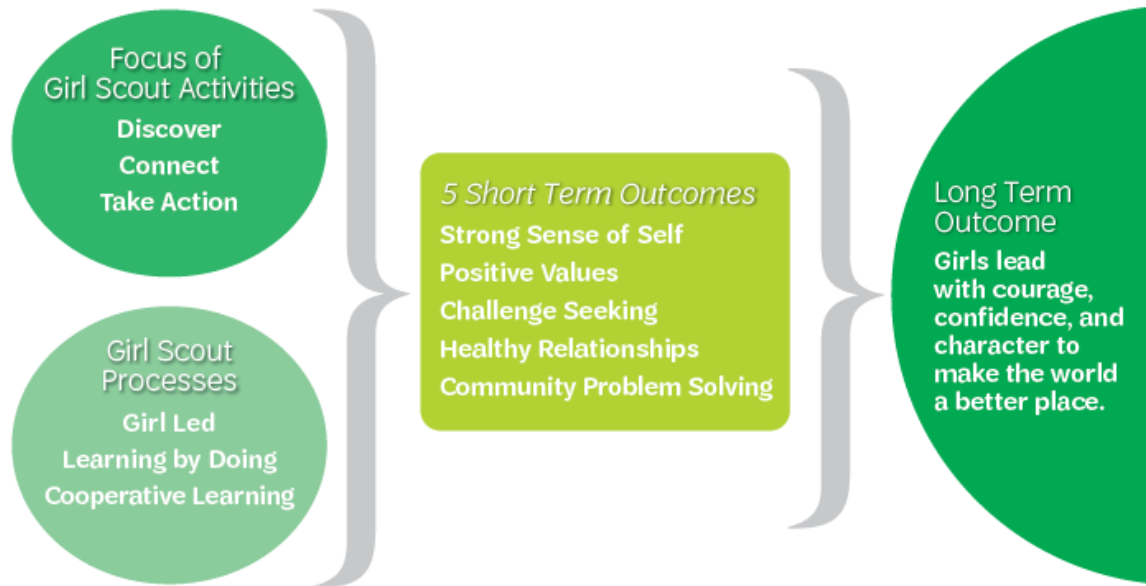 Focus of
Girl Scout Activities
Discover
Connect
Take Action
Girl Scout
Processes
Girl Led
Learning by Doing
Cooperative Learning
5 Short Term Outcomes
Strong Sense of Self
Positive Values
Challenge Seeking
Healthy Relationships
Community Problem Solving
Long Term
Outcome
Girls lead
with courage,
confidence, and
character to
make the world
a better place.